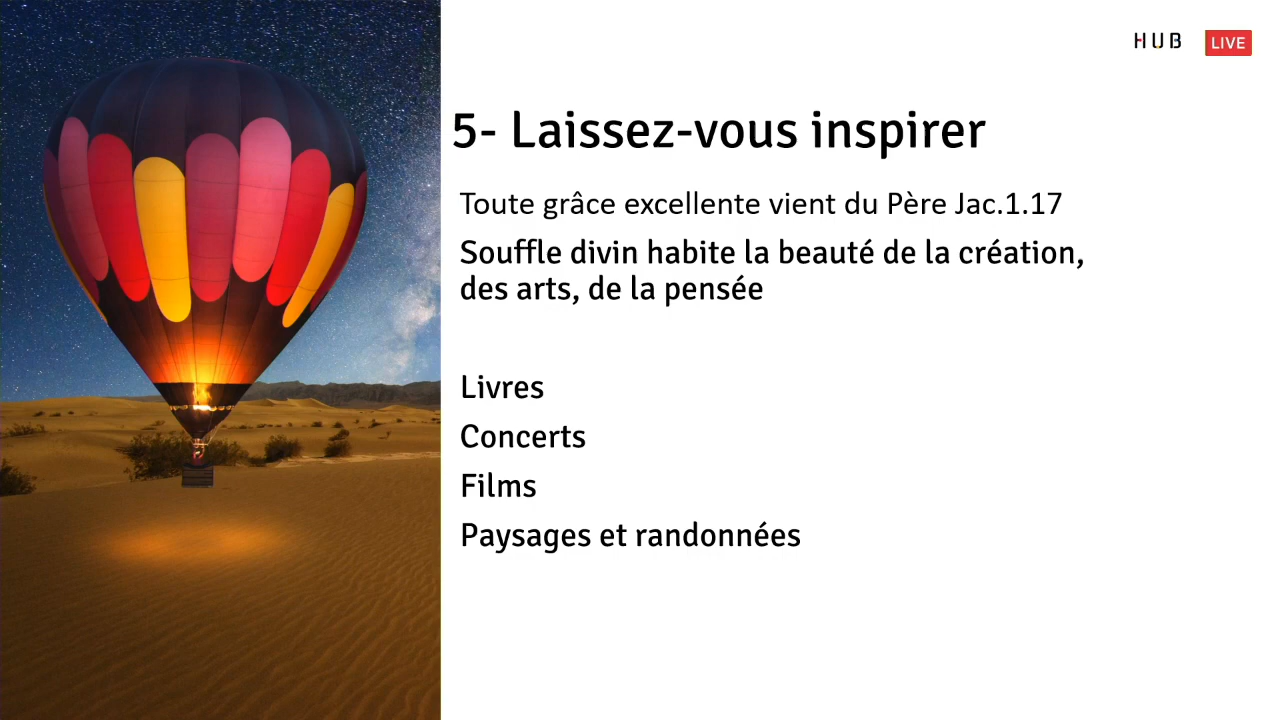 HUB LIVE
5- Laissez-vous inspirer
Toute grâce excellente vient du Père Jac.1.17
Souffle divin habite la beauté de la création,
des arts, de la pensée
Livres
Concerts
Films
Paysages et randonnées